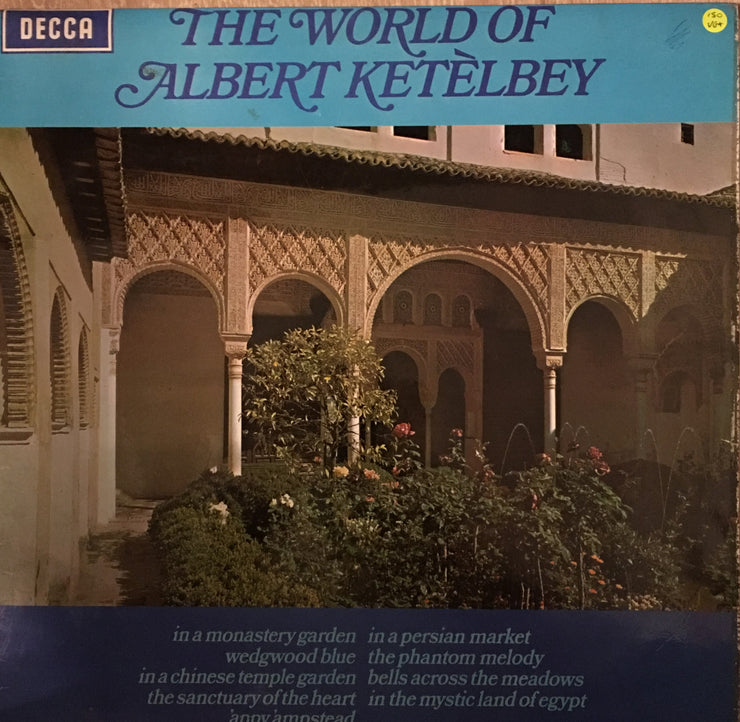 DECCA
THE WORLD OF
ALBERT KETÈLBEY
150
VG+
in a monastery garden
wedgwood blue
in a chinese temple garden
the sanctuary of the heart
'appy 'ampstead
in a persian market
the phantom melody
bells across the meadows
in the mystic land of egypt